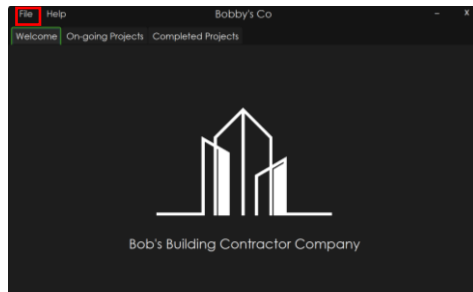 File Help Bobby's Co – X
Welcome On-going Projects Completed Projects
Bob's Building Contractor Company